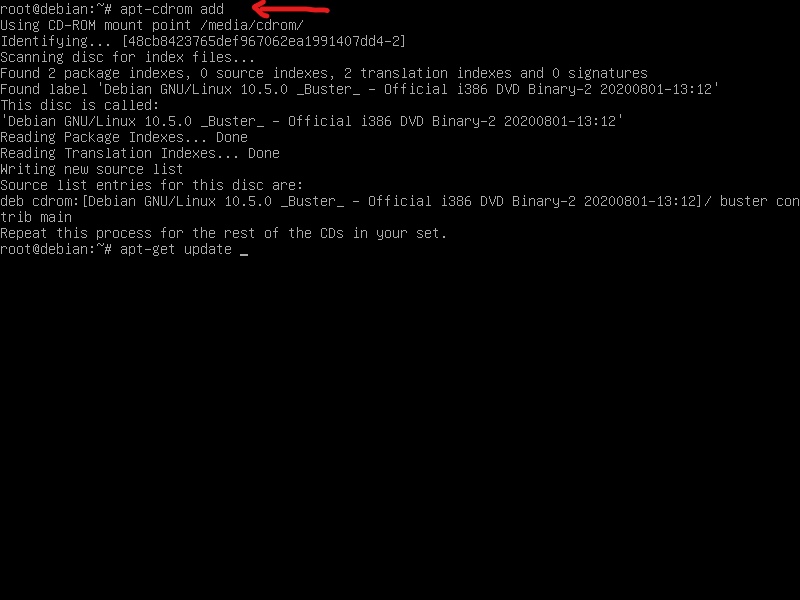 root@debian:~# apt-cdrom add
Using CD-ROM mount point /media/cdrom/
Identifying... [48cb8423765def967062ea1991407dd4-2]
Scanning disc for index files...
Found 2 package indexes, 0 source indexes, 2 translation indexes and 0 signatures
Found label 'Debian GNU/Linux 10.5.0 _Buster_ - Official i386 DVD Binary-2 20200801-13:12'
This disc is called:
'Debian GNU/Linux 10.5.0 _Buster_ - Official i386 DVD Binary-2 20200801-13:12'
Reading Package Indexes... Done
Reading Translation Indexes... Done
Writing new source list
Source list entries for this disc are:
deb cdrom:[Debian GNU/Linux 10.5.0 _Buster_ - Official i386 DVD Binary-2 20200801-13:12]/ buster con
trib main
Repeat this process for the rest of the CDs in your set.
root@debian:~# apt-get update _